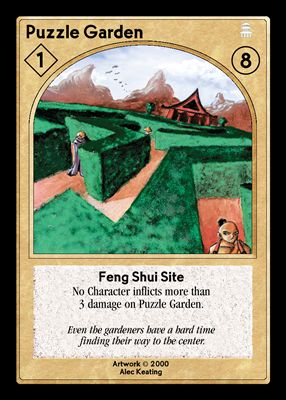 Puzzle Garden
1
8
Feng Shui Site
No Character inflicts more than
3 damage on Puzzle Garden.
Even the gardeners have a hard time
finding their way to the center.
Artwork © 2000
Alec Keating